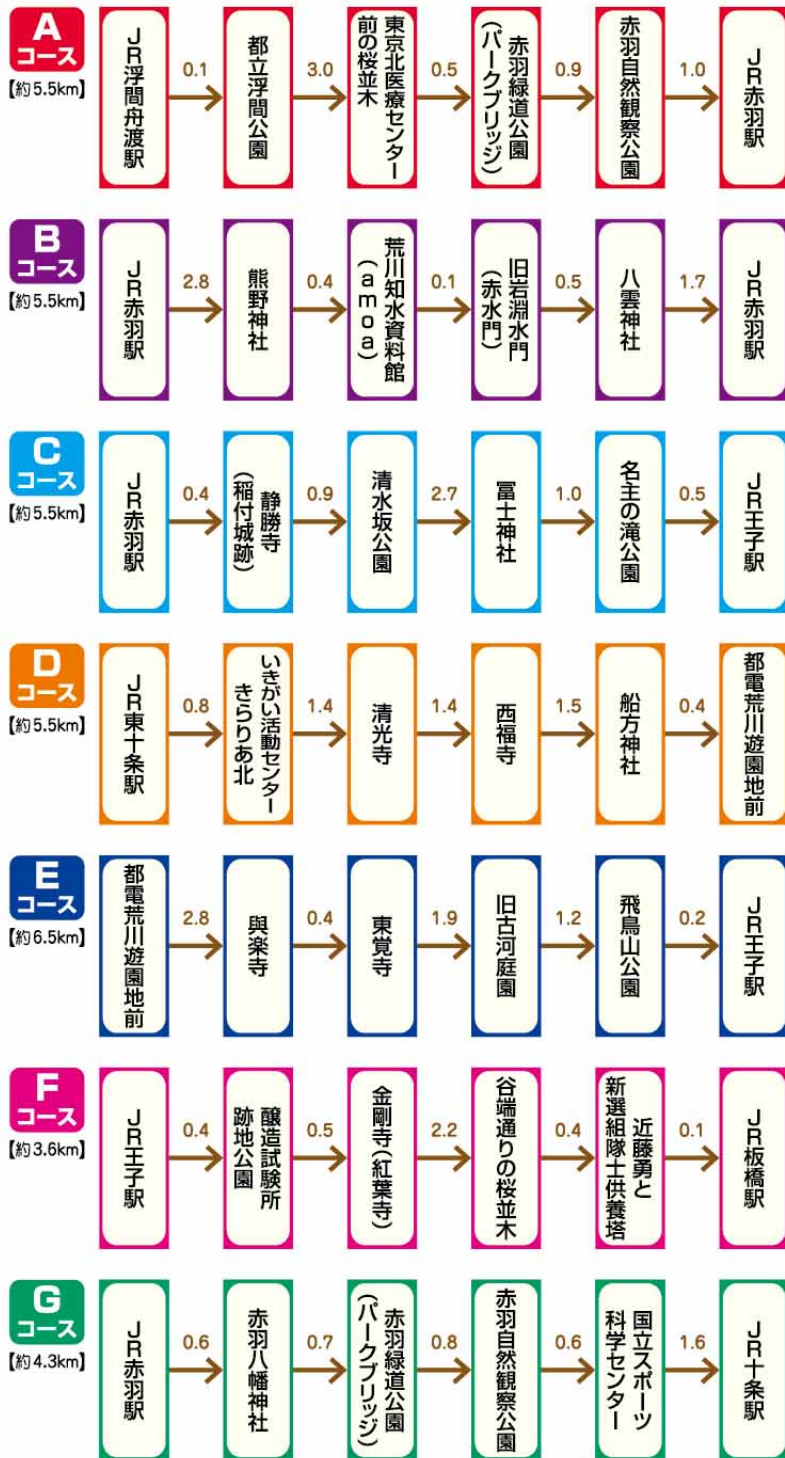 A
コース
【約5.5km】
JR浮間舟渡駅
0.1
都立浮間公園
3.0
東京北医療センター
前の桜並木
0.5
赤羽緑道公園
(パークブリッジ)
0.9
赤羽自然観察公園
1.0
JR赤羽駅
B
コース
【約5.5km】
JR赤羽駅
2.8
熊野神社
0.4
荒川知水資料館
(amoa)
0.1
旧岩淵水門
(赤水門)
0.5
八雲神社
1.7
JR赤羽駅
C
コース
【約5.5km】
JR赤羽駅
0.4
静勝寺
(稲付城跡)
0.9
清水坂公園
2.7
冨士神社
1.0
名主の滝公園
0.5
JR王子駅
D
コース
【約5.5km】
JR東十条駅
0.8
いきがい活動センター
きらりあ北
1.4
清光寺
1.4
西福寺
1.5
船方神社
0.4
都電荒川遊園地前
E
コース
【約6.5km】
都電荒川遊園地前
2.8
與楽寺
0.4
東覚寺
1.9
旧古河庭園
1.2
飛鳥山公園
0.2
JR王子駅
F
コース
【約3.6km】
JR王子駅
0.4
醸造試験所
跡地公園
0.5
金剛寺(紅葉寺)
2.2
谷端通りの桜並木
0.4
近藤勇と
新選組隊士供養塔
0.1
JR板橋駅
G
コース
【約4.3km】
JR赤羽駅
0.6
赤羽八幡神社
0.7
赤羽緑道公園
(パークブリッジ)
0.8
赤羽自然観察公園
0.6
国立スポーツ
科学センター
1.6
JR十条駅